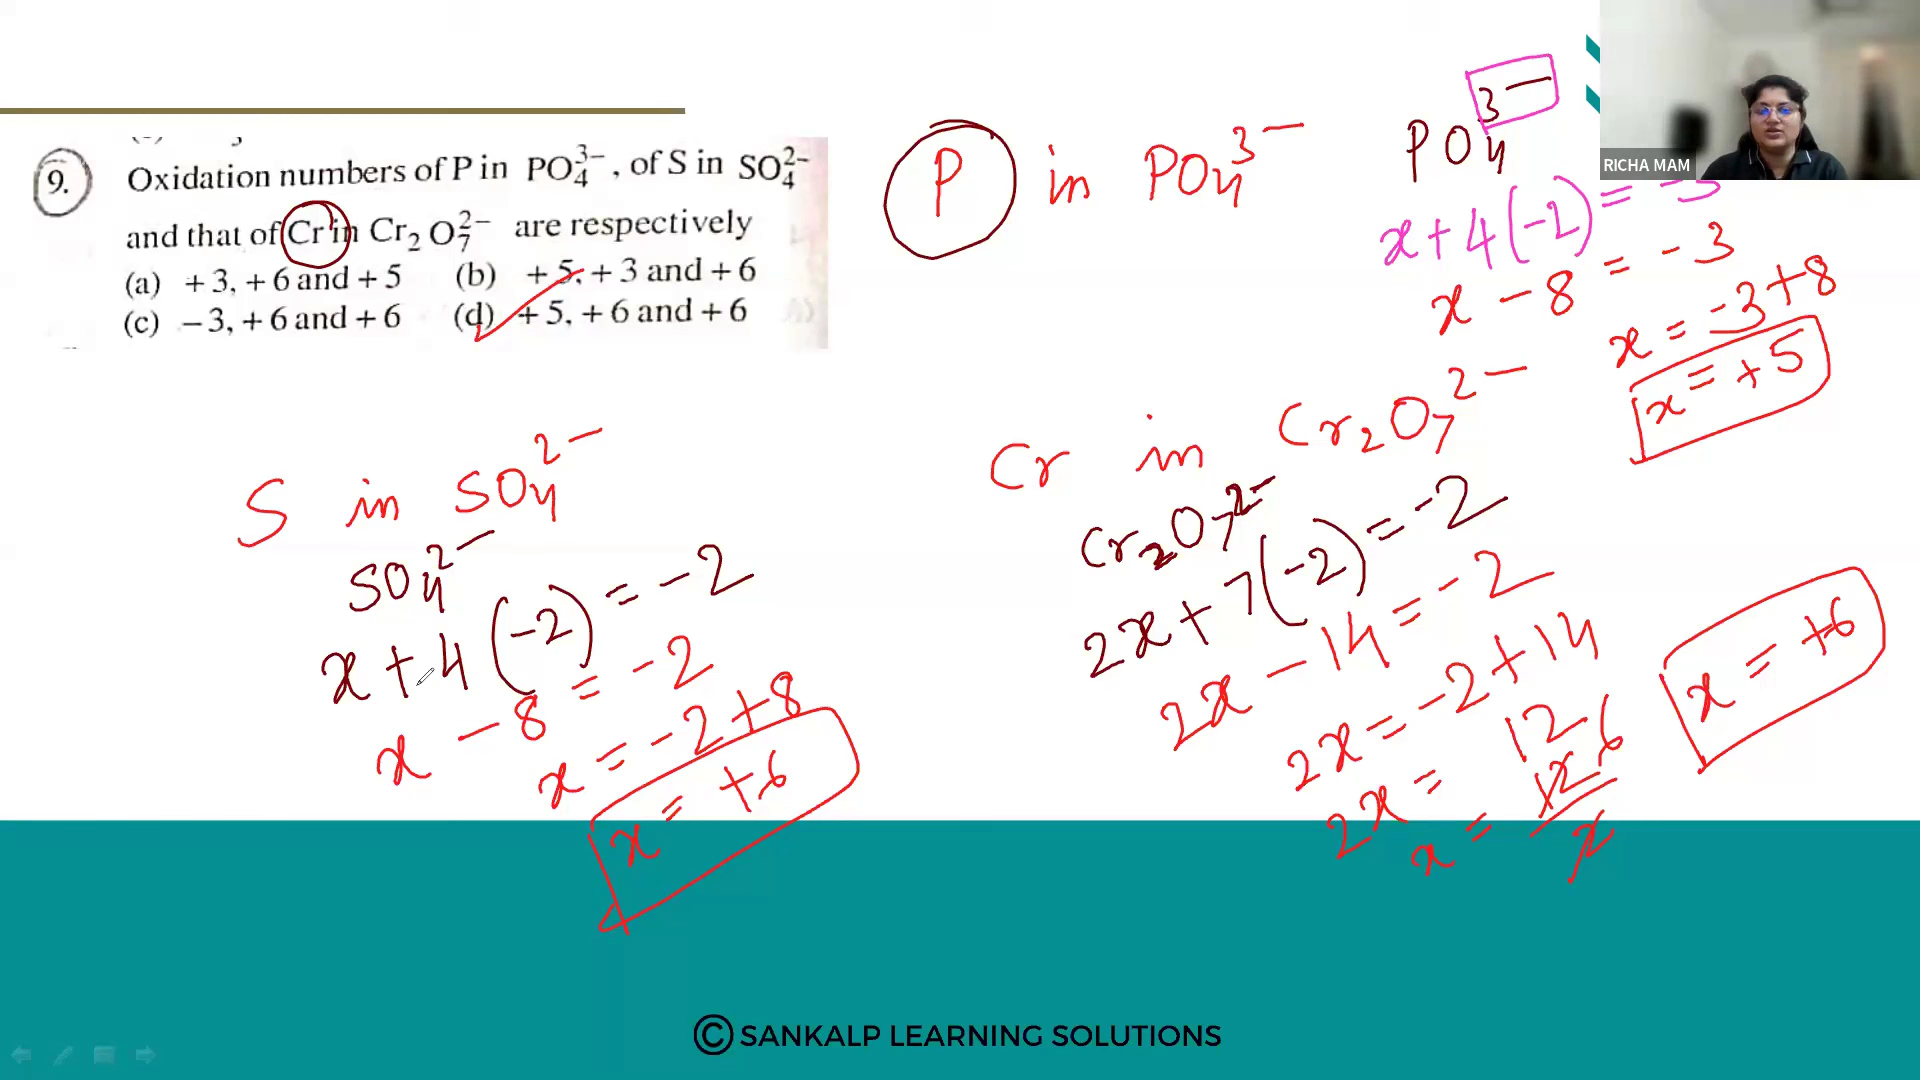 9. Oxidation numbers of P in PO₄³⁻, of S in SO₄²⁻
and that of Cr in Cr₂O₇²⁻ are respectively
(a) +3, +6 and +5 (b) +5, +3 and +6
(c) −3, +6 and +6 (d) +5, +6 and +6
P in PO₄³⁻
PO₄³⁻
x + 4(-2) = -3
x - 8 = -3
x = -3+8
x = +5
S in SO₄²⁻
SO₄²⁻
x + 4(-2) = -2
x - 8 = -2
x = -2+8
x = +6
Cr in Cr₂O₇²⁻
Cr₂O₇²⁻
2x + 7(-2) = -2
2x - 14 = -2
2x = -2+14
2x = 12
x = 12/2 6
x = +6
RICHA MAM
© SANKALP LEARNING SOLUTIONS